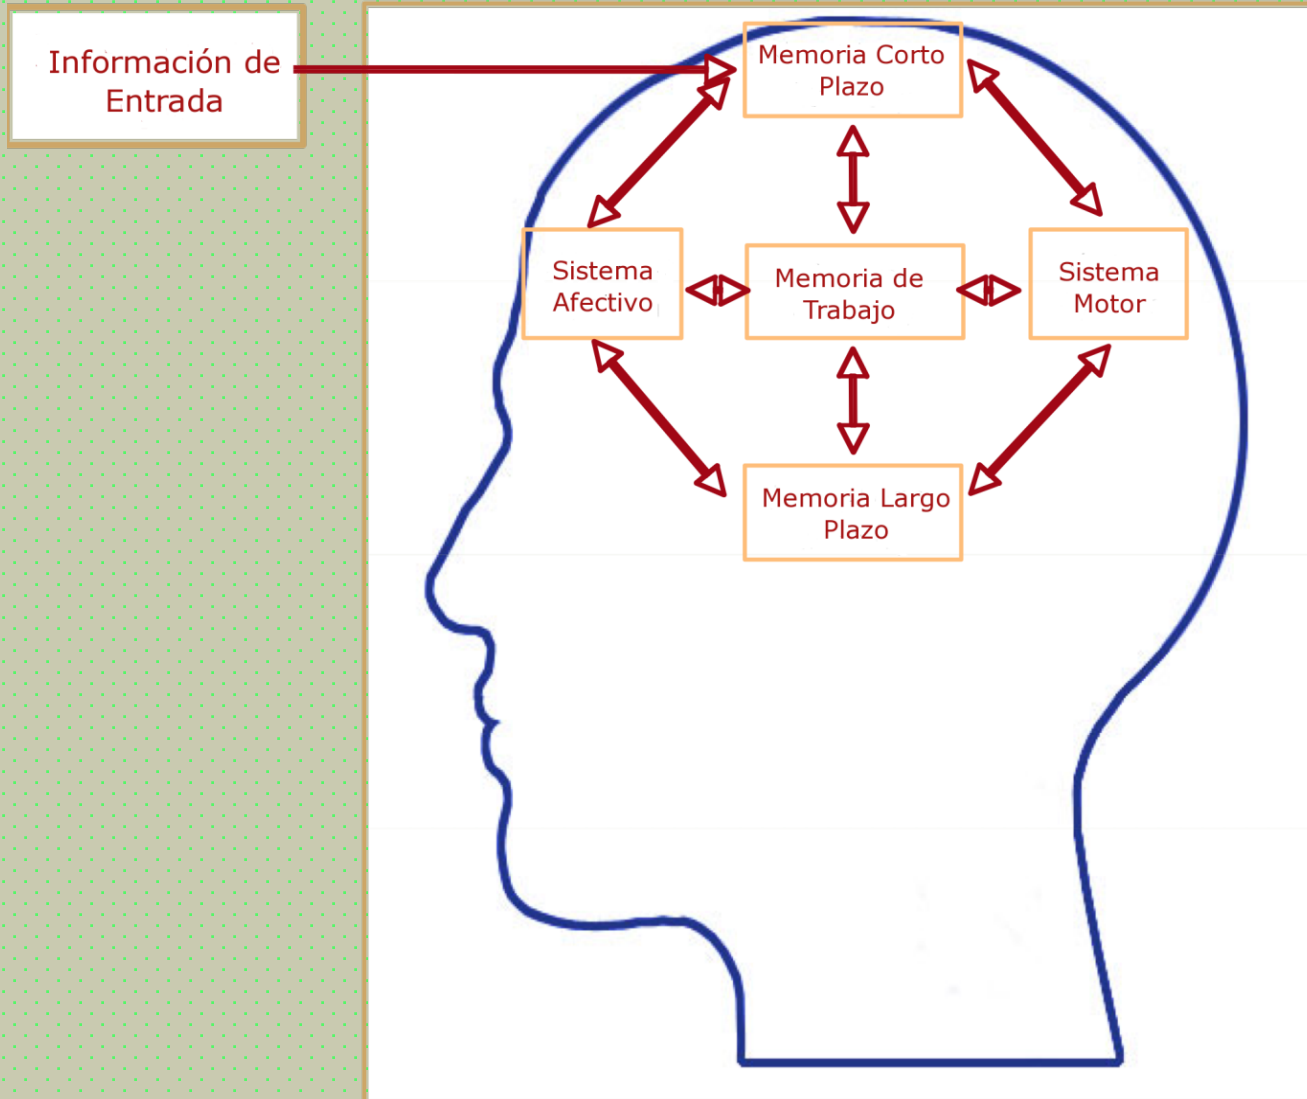 Información de
Entrada
Memoria Corto
Plazo
Sistema
Afectivo
Memoria de
Trabajo
Sistema
Motor
Memoria Largo
Plazo